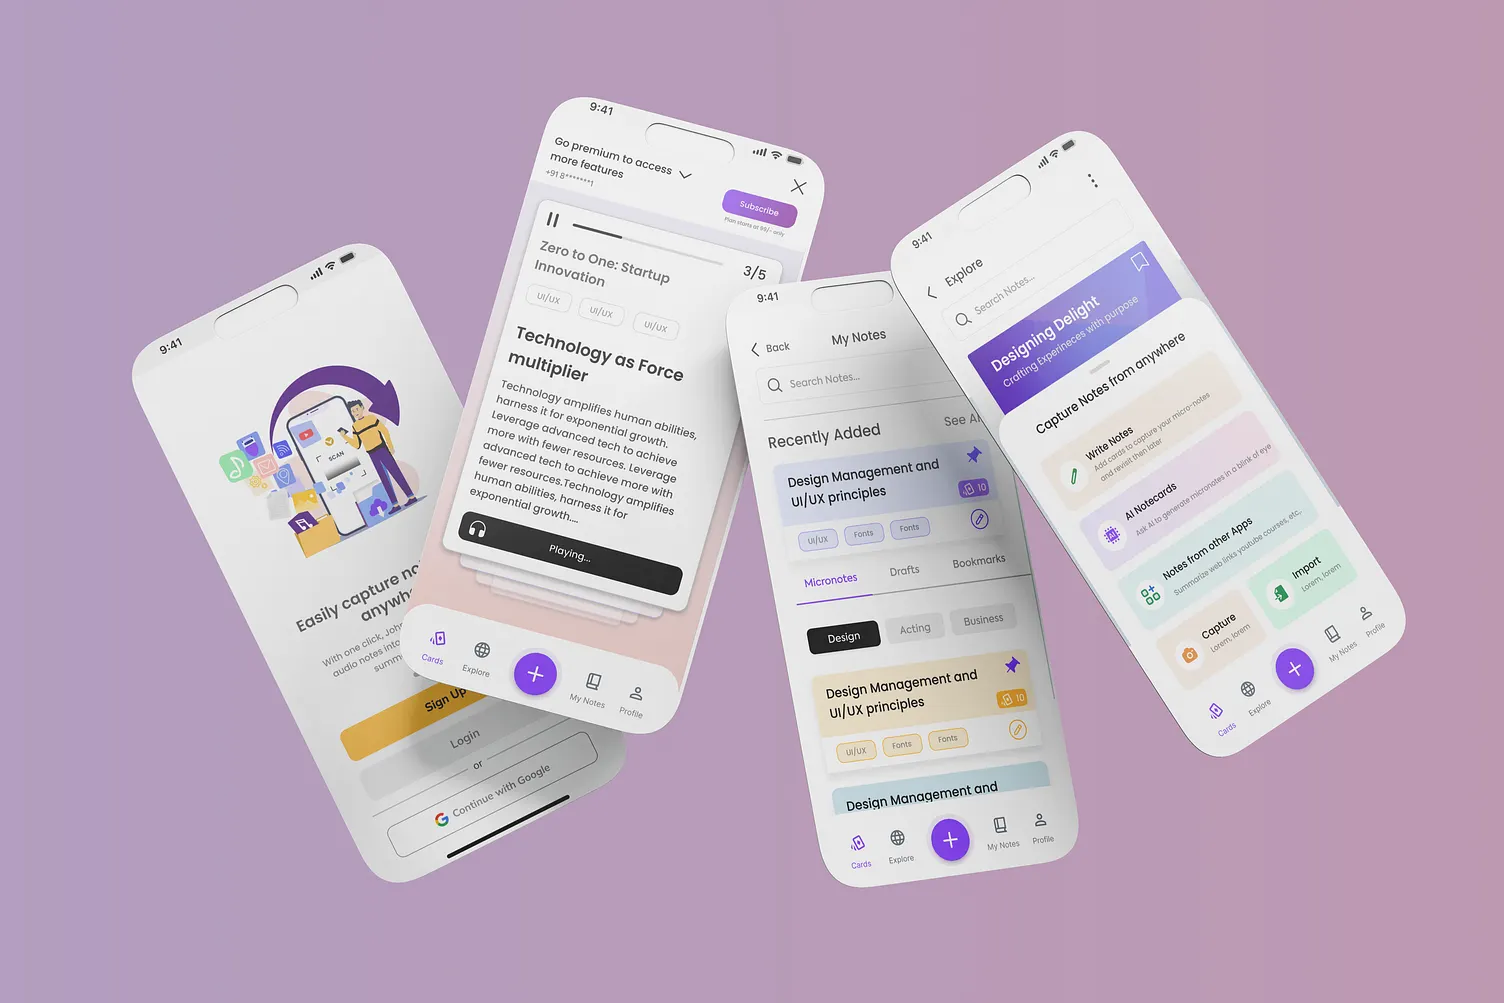 9:41
SCAN
Easily capture no
anywhe
With one click, John
audio notes into
summ
Sign Up
Login
or
Continue with Google
9:41
Go premium to access
more features
+91 8*******1
Subscribe
Plan starts at 99/- only
3/5
Zero to One: Startup
Innovation
UI/UX
UI/UX
UI/UX
Technology as Force
multiplier
Technology amplifies human abilities,
harness it for exponential growth.
Leverage advanced tech to achieve
more with fewer resources. Leverage
advanced tech to achieve more with
fewer resources.Technology amplifies
human abilities, harness it for
exponential growth....
Playing...
Cards
Explore
My Notes
Profile
9:41
Back
My Notes
Search Notes...
Recently Added
See Al
Design Management and
UI/UX principles
10
UI/UX
Fonts
Fonts
Micronotes
Drafts
Bookmarks
Design
Acting
Business
Design Management and
UI/UX principles
10
UI/UX
Fonts
Fonts
Design Management and
Cards
Explore
My Notes
Profile
9:41
Explore
Search Notes...
Designing Delight
Crafting Experineces with purpose
Capture Notes from anywhere
Write Notes
Add cards to capture your micro-notes
and revisit then later
AI Notecards
Ask AI to generate micronotes in a blink of eye
AI
Notes from other Apps
Summarize web links youtube courses, etc,.
Capture
Lorem, lorem
Import
Lorem, lorem
Cards
Explore
My Notes
Profile